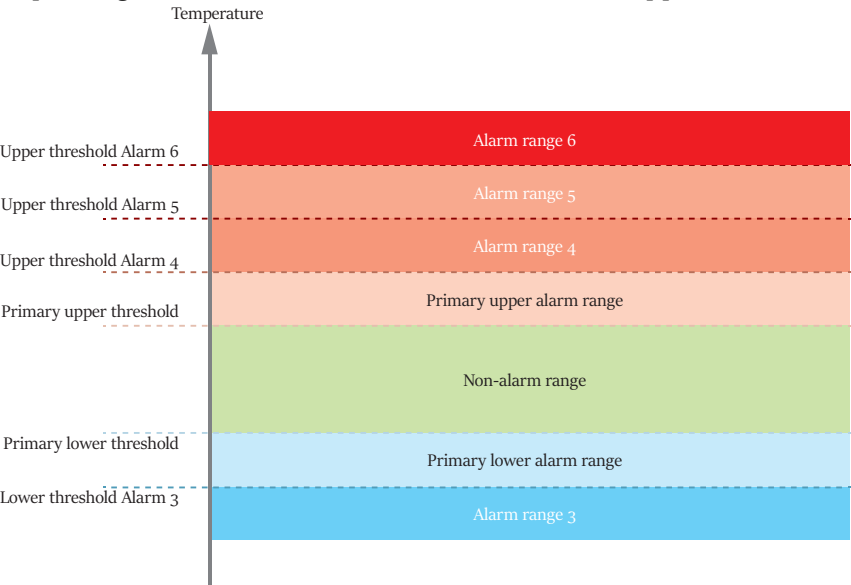 Temperature
Alarm range 6
Upper threshold Alarm 6
Alarm range 5
Upper threshold Alarm 5
Alarm range 4
Upper threshold Alarm 4
Primary upper alarm range
Primary upper threshold
Non-alarm range
Primary lower threshold
Primary lower alarm range
Lower threshold Alarm 3
Alarm range 3